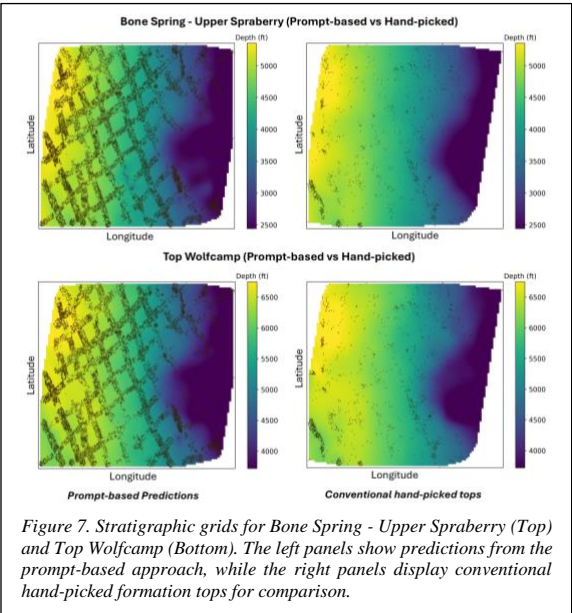 Bone Spring - Upper Spraberry (Prompt-based vs Hand-picked)
Depth (ft)
Depth (ft)
5000
4500
4000
3500
3000
2500
5000
4500
4000
3500
3000
2500
Latitude
Latitude
Longitude
Longitude
Top Wolfcamp (Prompt-based vs Hand-picked)
Depth (ft)
Depth (ft)
6500
6000
5500
5000
4500
4000
6500
6000
5500
5000
4500
4000
Latitude
Latitude
Longitude
Longitude
Prompt-based Predictions
Conventional hand-picked tops
Figure 7. Stratigraphic grids for Bone Spring - Upper Spraberry (Top)
and Top Wolfcamp (Bottom). The left panels show predictions from the
prompt-based approach, while the right panels display conventional
hand-picked formation tops for comparison.